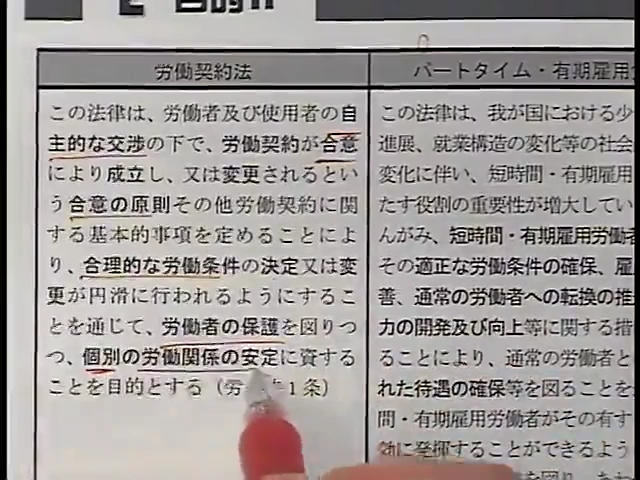 労働契約法
この法律は、労働者及び使用者の自
主的な交渉の下で、労働契約が合意
により成立し、又は変更されるとい
う合意の原則その他労働契約に関
する基本的事項を定めることによ
り、合理的な労働条件の決定又は変
更が円滑に行われるようにするこ
とを通じて、労働者の保護を図りつ
つ、個別の労働関係の安定に資する
ことを目的とする（労 1条）
パートタイム・有期雇用
この法律は、我が国における少
進展、就業構造の変化等の社会
変化に伴い、短時間・有期雇用
たす役割の重要性が増大してい
んがみ、短時間・有期雇用労働
その適正な労働条件の確保、雇
善、通常の労働者への転換の推
力の開発及び向上等に関する措
ることにより、通常の労働者と
れた待遇の確保等を図ることを
間・有期雇用労働者がその有す
効に発揮することができるよう